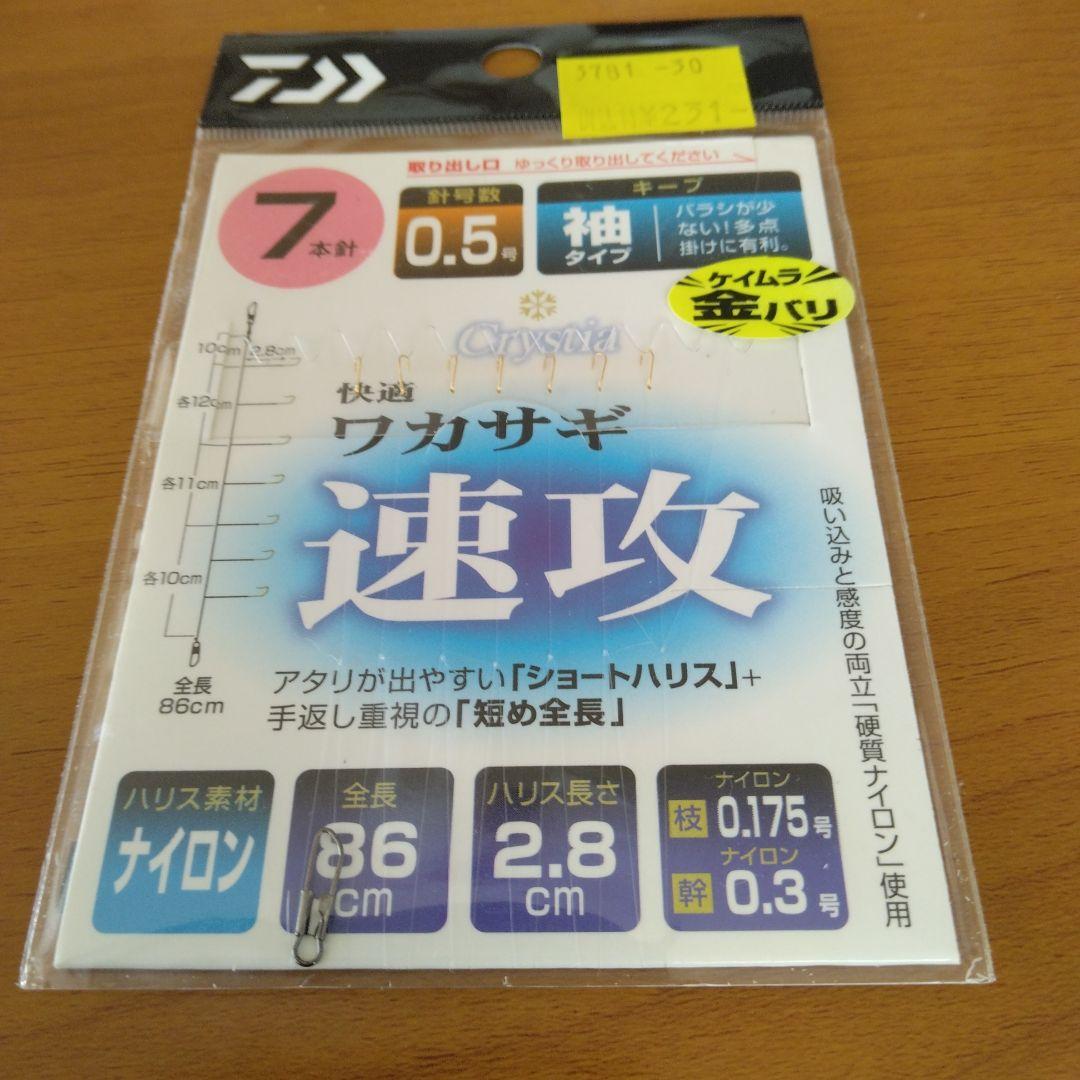 3781 -30
¥231-
取り出し口 ゆっくり取り出してください
7
本針
針号数
0.5号
キープ
袖
タイプ
バラシが少
ない!多点
掛けに有利。
ケイムラ
金バリ
Crystia
快適
ワカサギ
速攻
10cm
2.8cm
各12cm
各11cm
各10cm
全長
86cm
アタリが出やすい「ショートハリス」+
手返し重視の「短め全長」
吸い込みと感度の両立「硬質ナイロン」使用
ハリス素材
ナイロン
全長
86
cm
ハリス長さ
2.8
cm
ナイロン
枝 0.175号
ナイロン
幹 0.3号